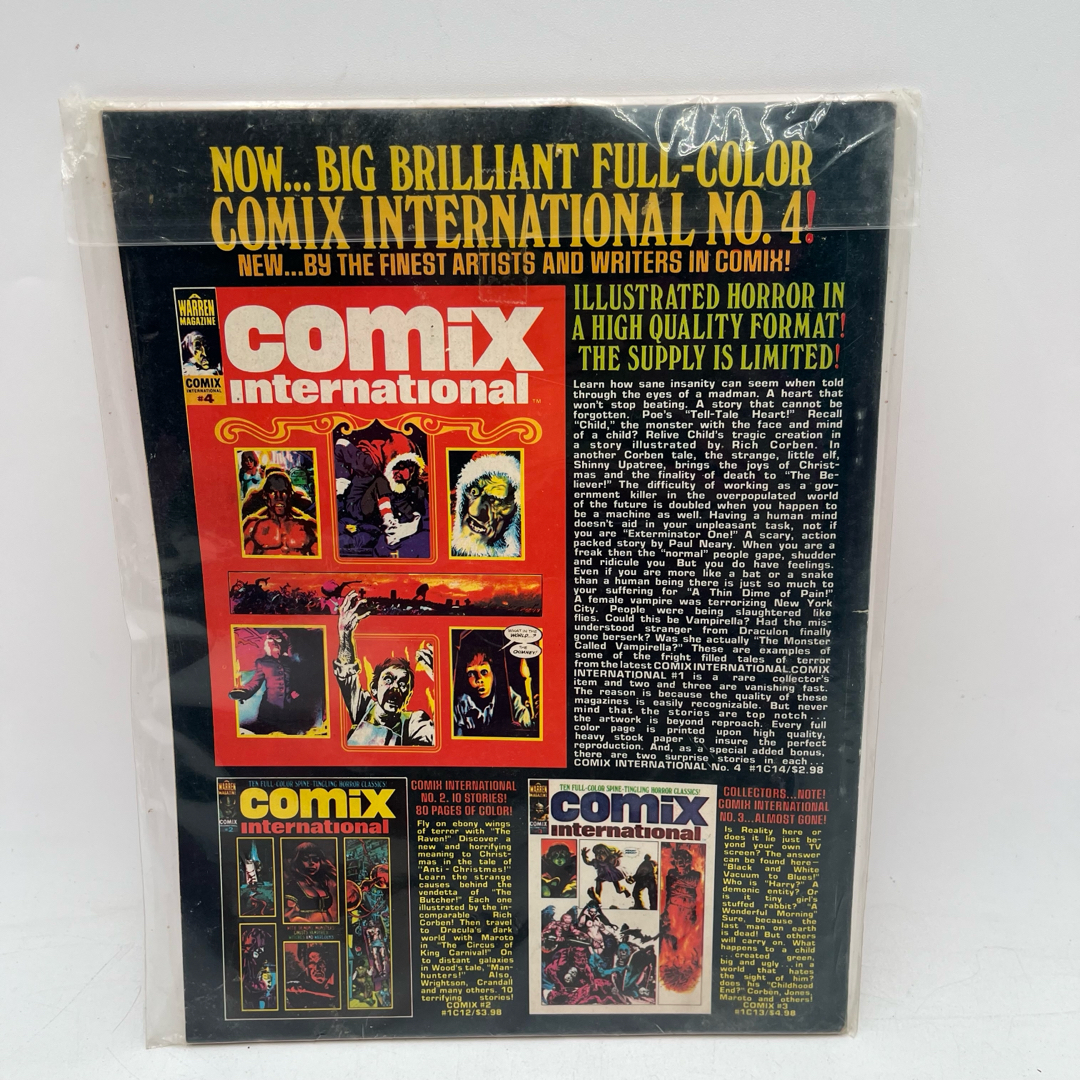 NOW... BIG BRILLIANT FULL-COLOR
COMIX INTERNATIONAL NO. 4!
NEW...BY THE FINEST ARTISTS AND WRITERS IN COMIX!
WARREN
MAGAZINE
COMIX
INTERNATIONAL
#4
comix
international
TM
WHAT IN THE
WORLD..?
THE
CHIMNEY!
ILLUSTRATED HORROR IN
A HIGH QUALITY FORMAT!
THE SUPPLY IS LIMITED!
Learn how sane insanity can seem when told
through the eyes of a madman. A heart that
won't stop beating. A story that cannot be
forgotten. Poe's "Tell-Tale Heart!" Recall
"Child," the monster with the face and mind
of a child? Relive Child's tragic creation in
a story illustrated by Rich Corben. In
another Corben tale, the strange, little elf,
Shinny Upatree, brings the joys of Christ-
mas and the finality of death to "The Be-
liever!" The difficulty of working as a gov-
ernment killer in the overpopulated world
of the future is doubled when you happen to
be a machine as well. Having a human mind
doesn't aid in your unpleasant task, not if
you are "Exterminator One!" A scary, action
packed story by Paul Neary. When you are a
freak then the "normal" people gape, shudder
and ridicule you But you do have feelings.
Even if you are more like a bat or a snake
than a human being there is just so much to
your suffering for "A Thin Dime of Pain!"
A female vampire was terrorizing New York
City. People were being slaughtered like
flies. Could this be Vampirella? Had the mis-
understood stranger from Draculon finally
gone berserk? Was she actually "The Monster
Called Vampirella?" These are examples of
some of the fright filled tales of terror
from the latest COMIX INTERNATIONAL. COMIX
INTERNATIONAL #1 is a rare collector's
item and two and three are vanishing fast.
The reason is because the quality of these
magazines is easily recognizable. But never
mind that the stories are top notch...
the artwork is beyond reproach. Every full
color page is printed upon high quality,
heavy stock paper to insure the perfect
reproduction. And, as a special added bonus,
there are two surprise stories in each...
COMIX INTERNATIONAL No. 4 #1C14/$2.98
TEN FULL-COLOR SPINE-TINGLING HORROR CLASSICS!
COMIX
#2
comix
international
COMIX INTERNATIONAL
NO. 2. 10 STORIES!
80 PAGES OF COLOR!
Fly on ebony wings
of terror with "The
Raven!" Discover a
new and horrifying
meaning to Christ-
mas in the tale of
"Anti-Christmas!"
Learn the strange
causes behind the
vendetta of "The
Butcher!" Each one
illustrated by the in-
comparable Rich
Corben! Then travel
to Dracula's dark
world with Maroto
in "The Circus of
King Carnival!" On
to distant galaxies
in Wood's tale, "Man-
hunters!" Also,
Wrightson, Crandall
and many others. 10
terrifying stories!
COMIX #2
#1C12/$3.98
TEN FULL-COLOR SPINE-TINGLING HORROR CLASSICS!
COMIX
comix
international
COLLECTORS...NOTE!
COMIX INTERNATIONAL
NO. 3...ALMOST GONE!
Is Reality here or
does it lie just be-
yond your own TV
screen? The answer
can be found here—
"Black and White
Vacuum to Blues!"
Who is "Harry?" A
demonic entity? Or
is it tiny girl's
stuffed rabbit? "A
Wonderful Morning"
Sure, because the
last man on earth
is dead! But others
will carry on. What
happens to a child
...created green,
big and ugly...in a
world that hates
the sight of him?
does his "Childhood
End?" Corben, Jones,
Maroto and others!
COMIX #3
#1C13/$4.98